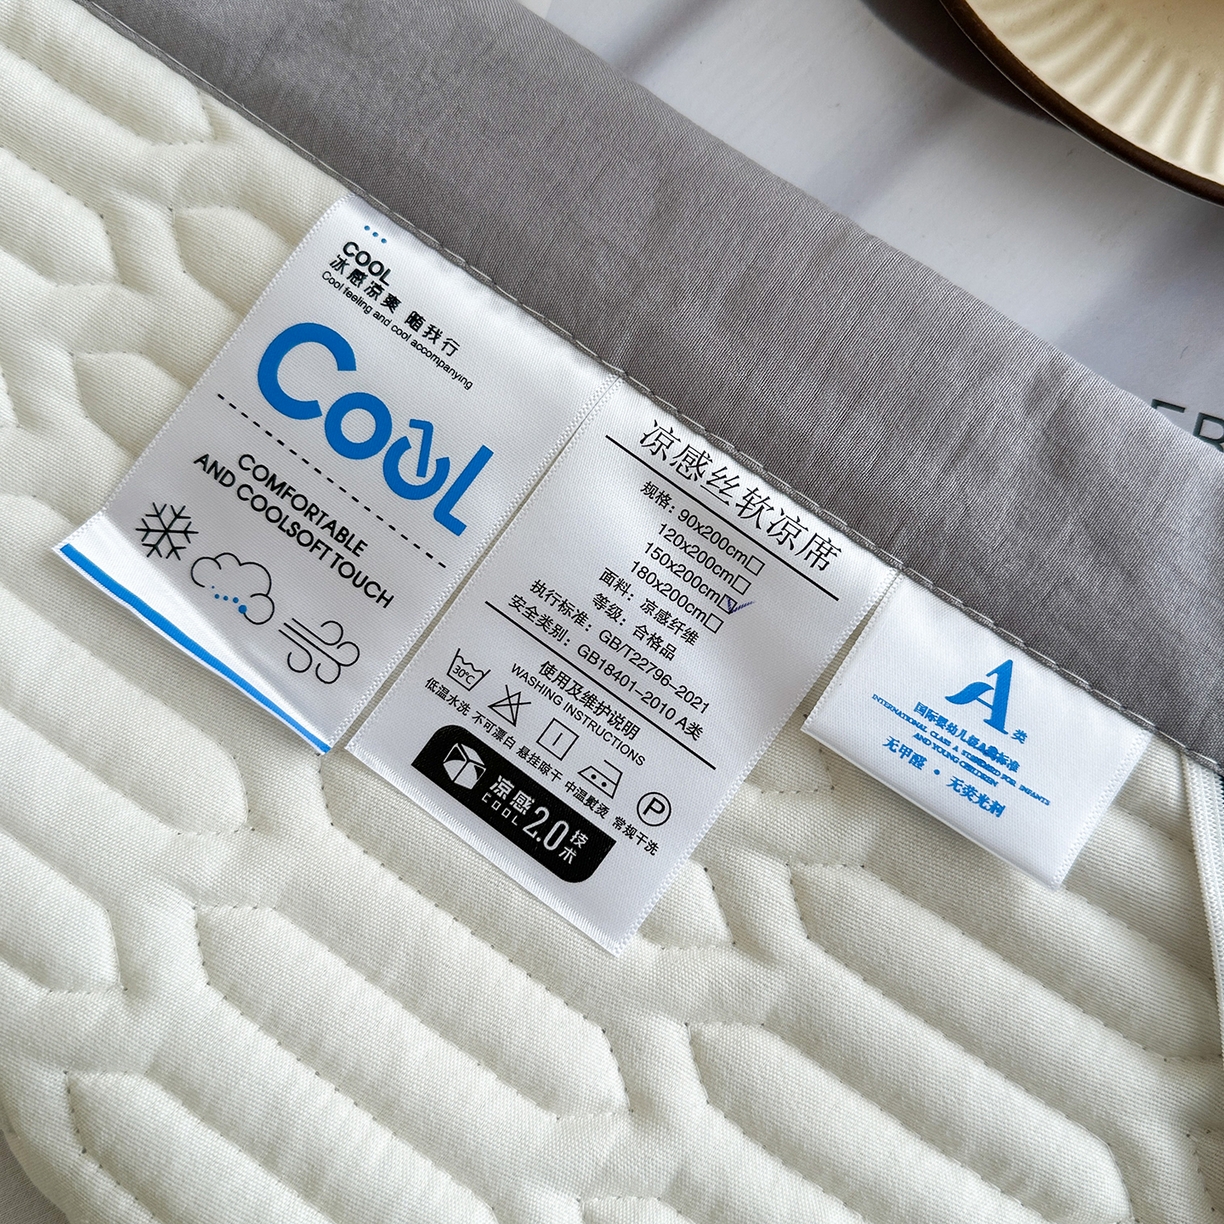 COOL
冰感凉爽 随我行
Cool feeling and cool accompanying
Cool
COMFORTABLE
AND COOLSOFT TOUCH
凉感丝软凉席
规格：90x200cm
120x200cm
150x200cm
180x200cm
面料：凉感纤维
等级：合格品
执行标准：GB/T22796-2021
安全类别：GB18401-2010 A类
使用及维护说明
WASHING INSTRUCTIONS
30℃
P
低温水洗 不可漂白 悬挂晾干 中温熨烫 常规干洗
凉感 2.0 技术
COOL
A类
国际婴幼儿级A类标准
INTERNATIONAL CLASS A STANDARD FOR INFANTS
AND YOUNG CHILDREN
无甲醛 · 无荧光剂